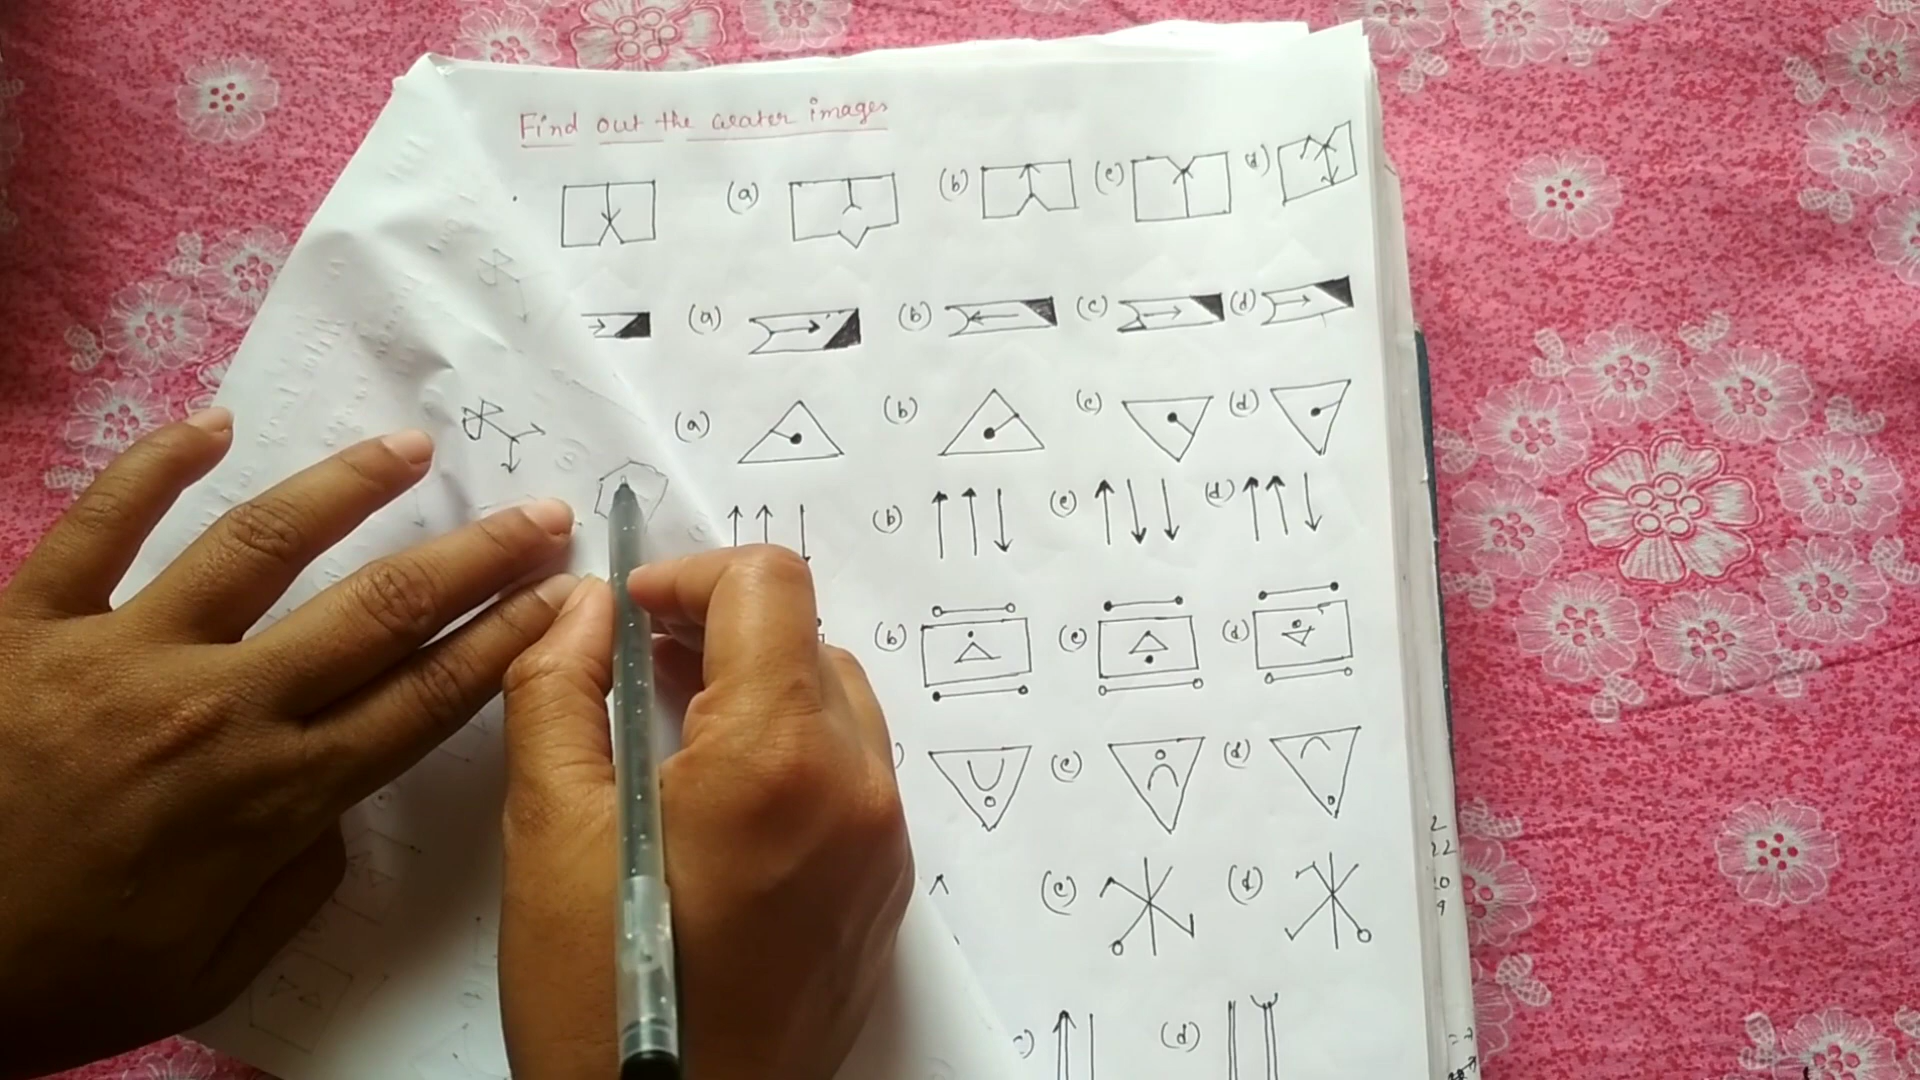 Find out the water images
(a) (b) (c) (d)
(a) (b) (c) (d)
(a) (b) (c) (d)
(b) (c) (d)
(b) (c) (d)
) (c) (d)
(c) (d)
) (d)